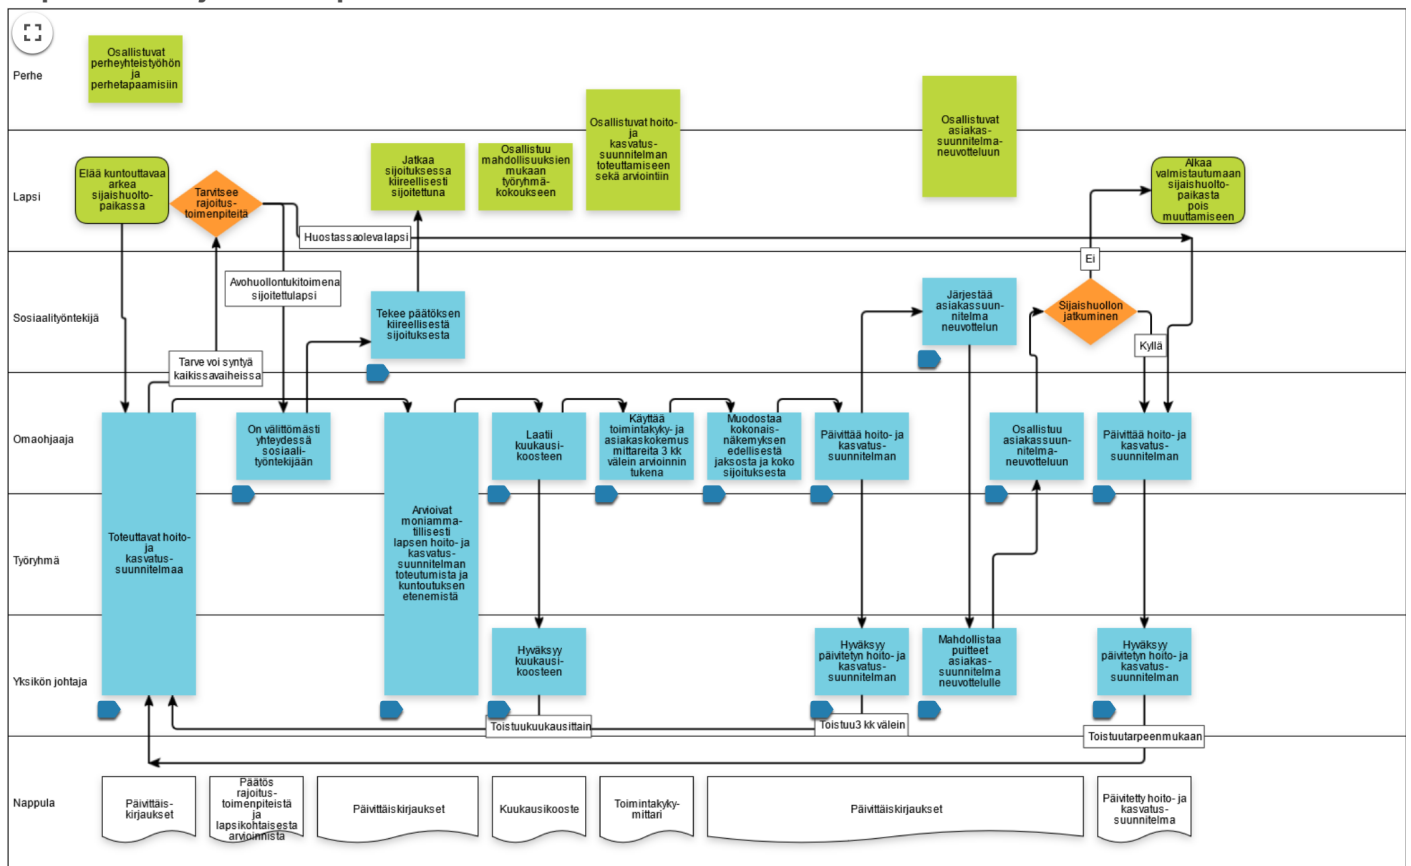 Perhe
Osallistuvat
perheyhteistyöhön
ja
perhetapaamisiin
Osallistuvat hoito-
ja
kasvatus-
suunnitelman
toteuttamiseen
sekä arviointiin
Osallistuvat
asiakas-
suunnitelma-
neuvotteluun
Lapsi
Elää kuntouttavaa
arkea
sijaishuolto-
paikassa
Tarvitsee
rajoitus-
toimenpiteitä
Jatkaa
sijoituksessa
kiireellisesti
sijoitettuna
Osallistuu
mahdollisuuksien
mukaan
työryhmä-
kokoukseen
Alkaa
valmistautumaan
sijaishuolto-
paikasta
pois
muuttamiseen
Huostassaolevalapsi
Ei
Sosiaalityöntekijä
Avohuollontukitoimena
sijoitettulapsi
Tarve voi syntyä
kaikissavaiheissa
Tekee päätöksen
kiireellisestä
sijoituksesta
Järjestää
asiakassuun-
nitelma
neuvottelun
Sijaishuollon
jatkuminen
Kyllä
Omaohjaaja
On välittömästi
yhteydessä
sosiaali-
työntekijään
Laatii
kuukausi-
koosteen
Käyttää
toimintakyky- ja
asiakaskokemus
mittareita 3 kk
välein arvioinnin
tukena
Muodostaa
kokonais-
näkemyksen
edellisestä
jaksosta ja koko
sijoituksesta
Päivittää hoito- ja
kasvatus-
suunnitelman
Osallistuu
asiakassuun-
nitelma-
neuvotteluun
Päivittää hoito- ja
kasvatus-
suunnitelman
Työryhmä
Toteuttavat hoito-
ja
kasvatus-
suunnitelmaa
Arvioivat
moniamma-
tillisesti
lapsen hoito- ja
kasvatus-
suunnitelman
toteutumista ja
kuntoutuksen
etenemistä
Yksikön johtaja
Hyväksyy
kuukausi-
koosteen
Hyväksyy
päivitetyn hoito- ja
kasvatus-
suunnitelman
Mahdollistaa
puitteet
asiakas-
suunnitelma
neuvottelulle
Hyväksyy
päivitetyn hoito- ja
kasvatus-
suunnitelman
Toistuukuukausittain
Toistuu3 kk välein
Toistuutarpeenmukaan
Nappula
Päivittäis-
kirjaukset
Päätös
rajoitus-
toimenpiteistä
ja
lapsikohtaisesta
arvioinnista
Päivittäiskirjaukset
Kuukausikooste
Toimintakyky-
mittari
Päivittäiskirjaukset
Päivitetty hoito- ja
kasvatus-
suunnitelma